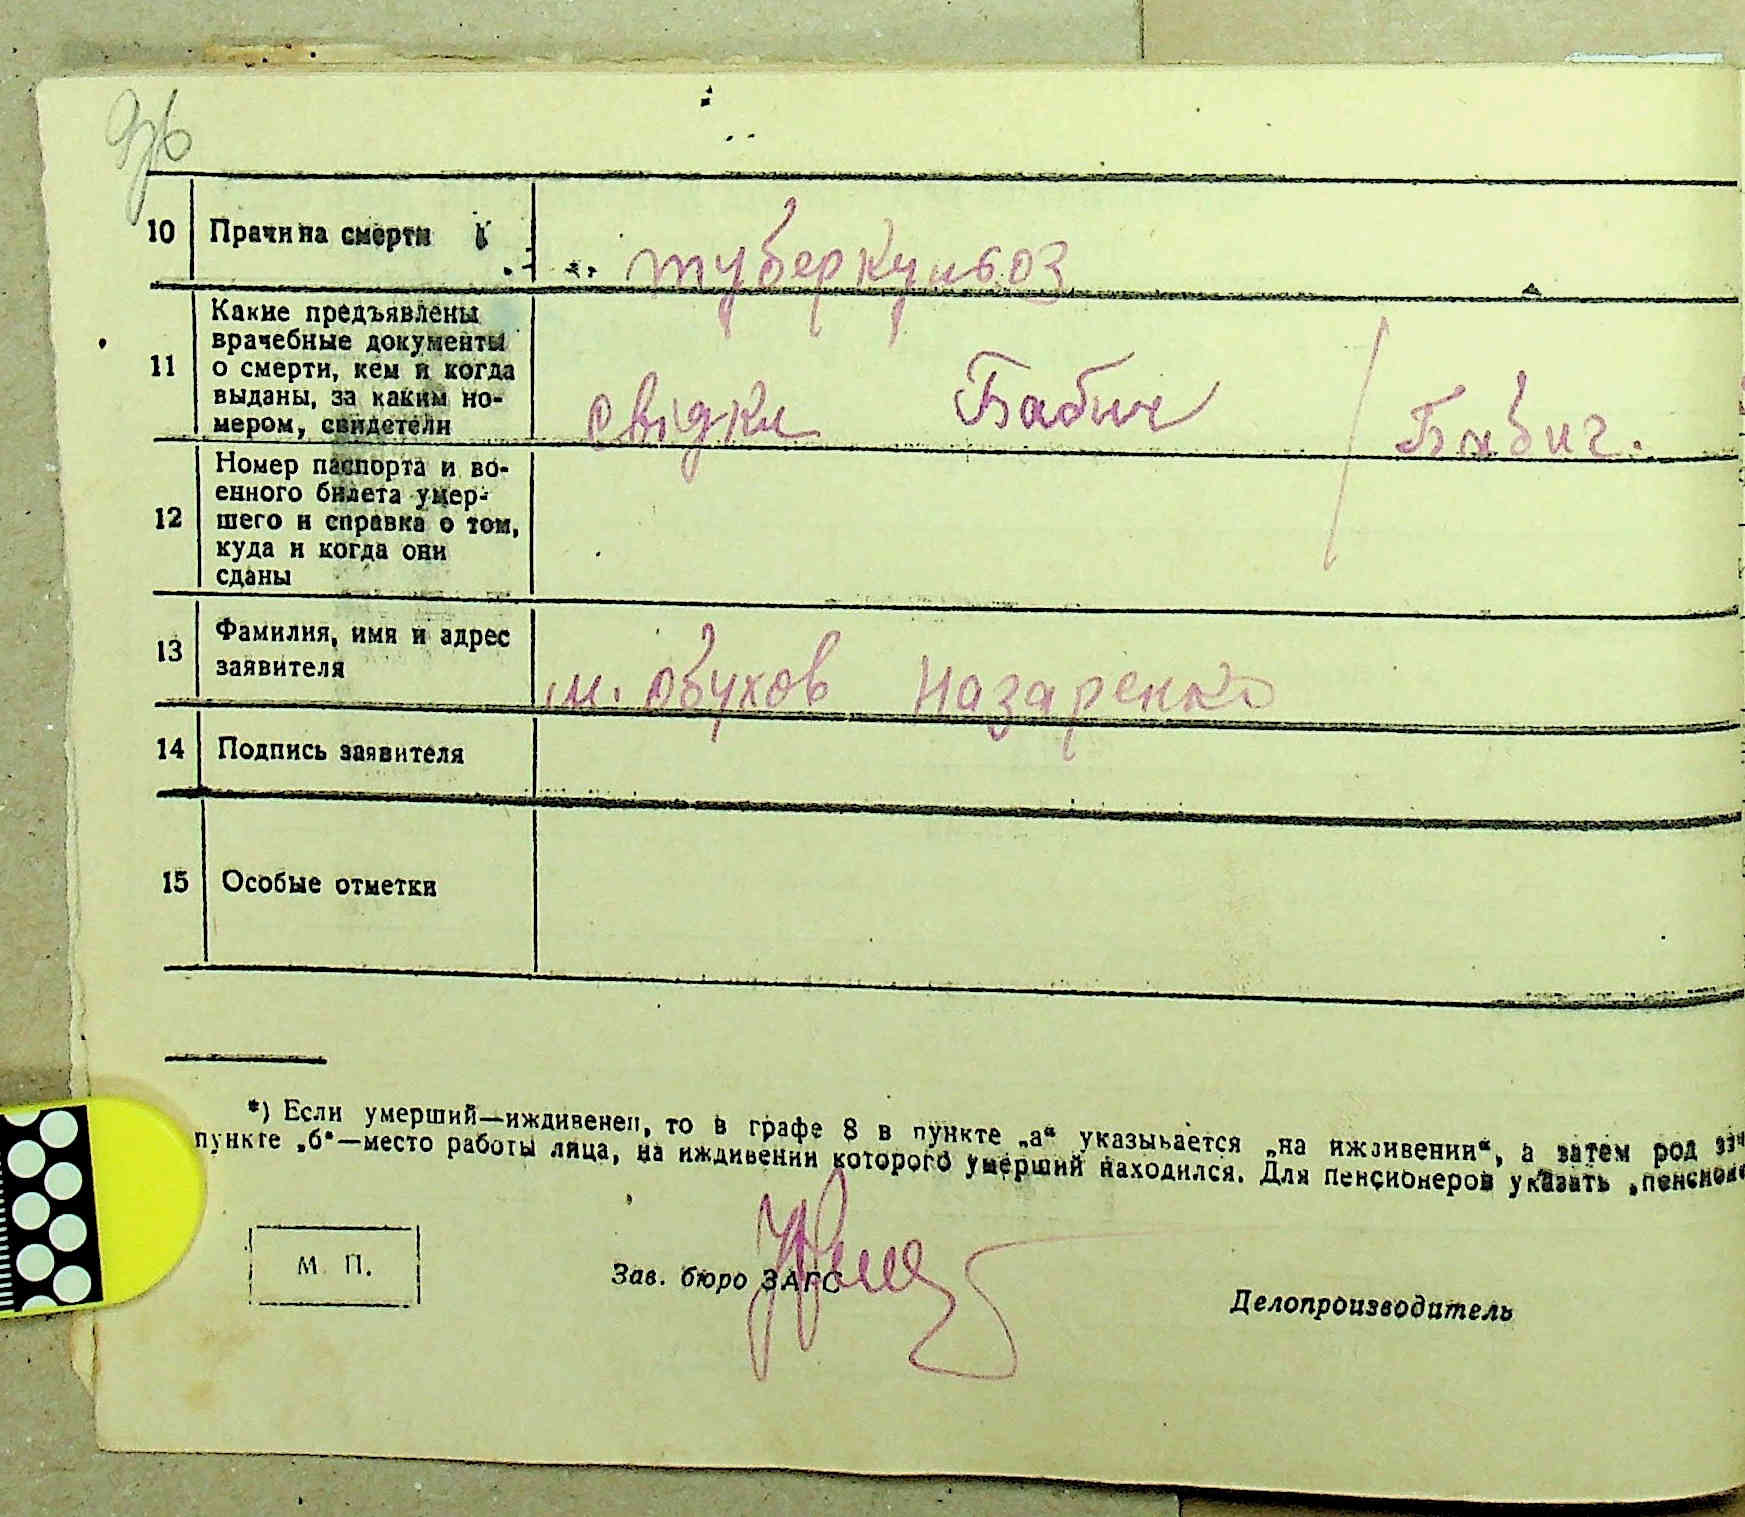 10 Прачина смерти туберкульоз
11 Какие предъявлены
врачебные документы
о смерти, кем и когда
выданы, за каким но-
мером, свидетели
свідки Бабич / Бабич.
12 Номер паспорта и во-
енного билета умер-
шего и справка о том,
куда и когда они
сданы
13 Фамилия, имя и адрес
заявителя
м. Обухов Назаренко
14 Подпись заявителя
15 Особые отметки
*) Если умерший—иждивенец, то в графе 8 в пункте „а“ указывается „на иждивении“, а затем род
пункте „б“—место работы лица, на иждивении которого умерший находился. Для пенсионеров указать
М. П.
Зав. бюро ЗАГС
Делопроизводитель